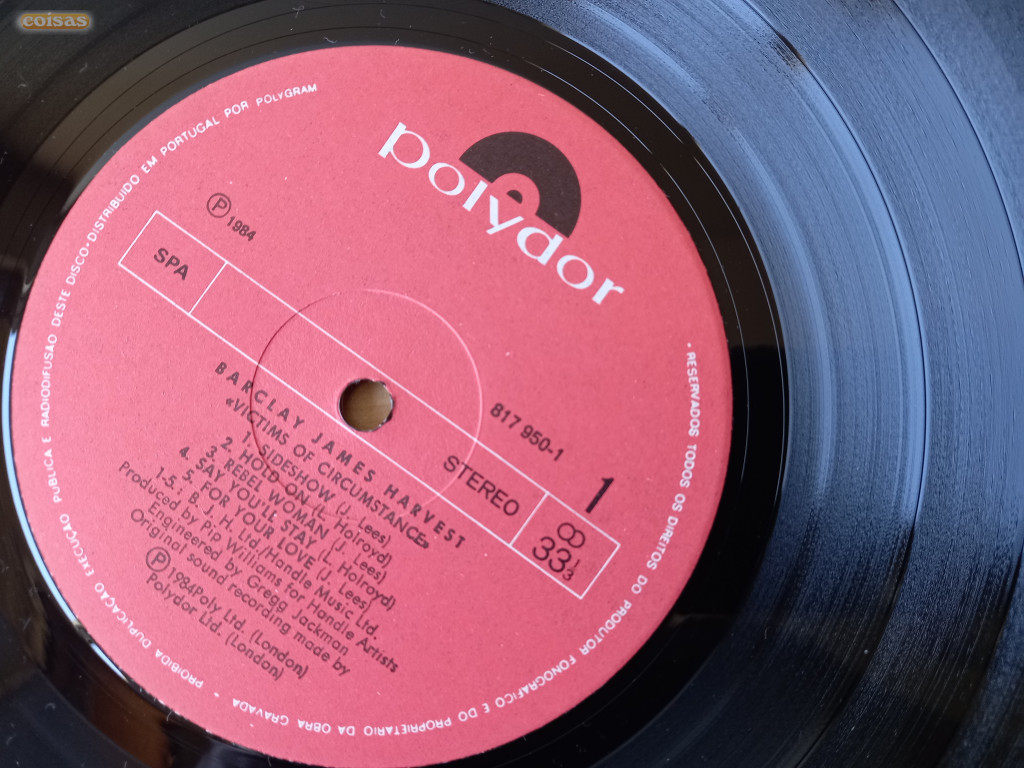 coisas
polydor
℗ 1984
SPA
817 950-1
STEREO
1
33 1/3
BARCLAY JAMES HARVEST
«VICTIMS OF CIRCUMSTANCE»
1. SIDESHOW (J. Lees)
2. HOLD ON (L. Holroyd)
3. REBEL WOMAN (J. Lees)
4. SAY YOU'LL STAY (L. Holroyd)
5. FOR YOUR LOVE (J. Lees)
1-5.: B. J. H. Ltd./Handle Music Ltd.
Produced by Pip Williams for Handle Artists
Engineered by Gregg Jackman
Original sound recording made by
Polydor Ltd. (London)
℗ 1984 Poly Ltd. (London)
• RESERVADOS TODOS OS DIREITOS DO PRODUTOR FONOGRAFICO E DO PROPRIETARIO DA OBRA GRAVADA • PROIBIDA DUPLICAÇÃO EXECUÇÃO PUBLICA E RADIODIFUSÃO DESTE DISCO • DISTRIBUIDO EM PORTUGAL POR POLYGRAM